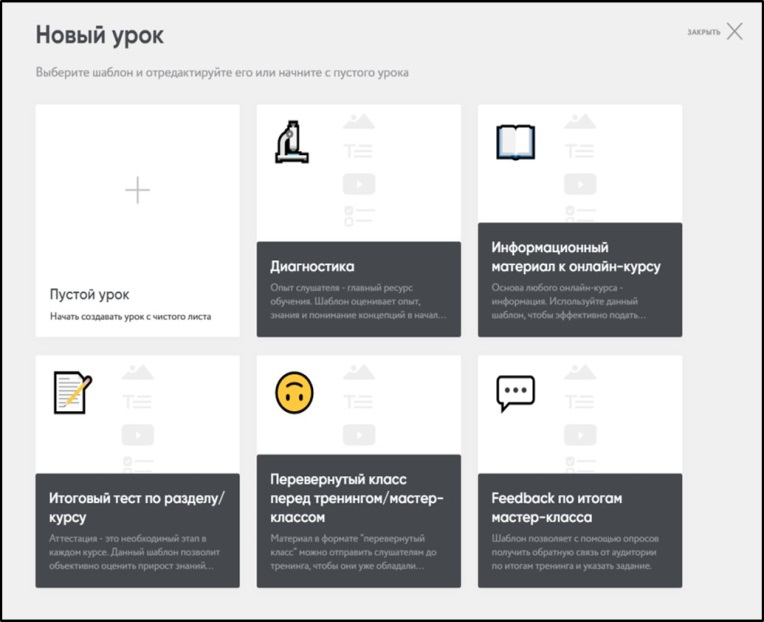 Новый урок
ЗАКРЫТЬ
Выберите шаблон и отредактируйте его или начните с пустого урока
Пустой урок
Начать создавать урок с чистого листа
Диагностика
Опыт слушателя - главный ресурс
обучения. Шаблон оценивает опыт,
знания и понимание концепций в начал...
Информационный
материал к онлайн-курсу
Основа любого онлайн-курса -
информация. Используйте данный
шаблон, чтобы эффективно подать...
Итоговый тест по разделу/
курсу
Аттестация - это необходимый этап в
каждом курсе. Данный шаблон позволит
объективно оценить прирост знаний...
Перевернутый класс
перед тренингом/мастер-
классом
Материал в формате "перевернутый
класс" можно отправить слушателям до
тренинга, чтобы они уже обладали...
Feedback по итогам
мастер-класса
Шаблон позволяет с помощью опросов
получить обратную связь от аудитории
по итогам тренинга и указать задание.